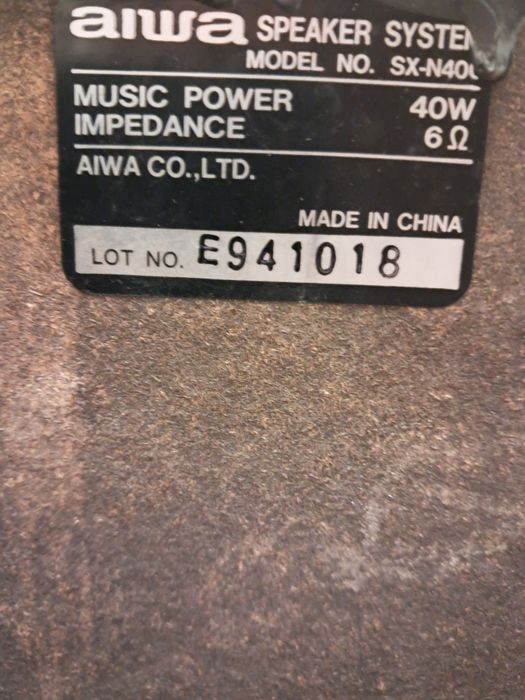 aiwa SPEAKER SYSTEM
MODEL NO. SX-N40
MUSIC POWER 40W
IMPEDANCE 6Ω
AIWA CO.,LTD.
MADE IN CHINA
LOT NO. E941018